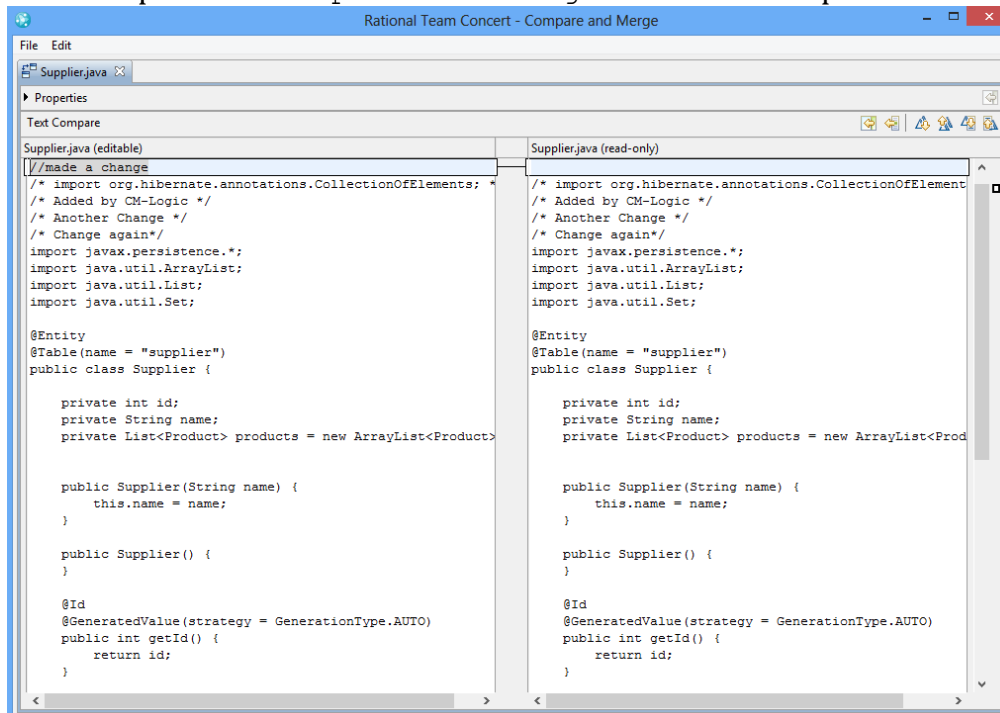 Rational Team Concert - Compare and Merge
File Edit
Supplier.java
Properties
Text Compare
Supplier.java (editable)
//made a change
/* import org.hibernate.annotations.CollectionOfElements; *
/* Added by CM-Logic */
/* Another Change */
/* Change again*/
import javax.persistence.*;
import java.util.ArrayList;
import java.util.List;
import java.util.Set;
@Entity
@Table(name = "supplier")
public class Supplier {
private int id;
private String name;
private List<Product> products = new ArrayList<Product>
public Supplier(String name) {
this.name = name;
}
public Supplier() {
}
@Id
@GeneratedValue(strategy = GenerationType.AUTO)
public int getId() {
return id;
}
Supplier.java (read-only)
/* import org.hibernate.annotations.CollectionOfElement
/* Added by CM-Logic */
/* Another Change */
/* Change again*/
import javax.persistence.*;
import java.util.ArrayList;
import java.util.List;
import java.util.Set;
@Entity
@Table(name = "supplier")
public class Supplier {
private int id;
private String name;
private List<Product> products = new ArrayList<Prod
public Supplier(String name) {
this.name = name;
}
public Supplier() {
}
@Id
@GeneratedValue(strategy = GenerationType.AUTO)
public int getId() {
return id;
}